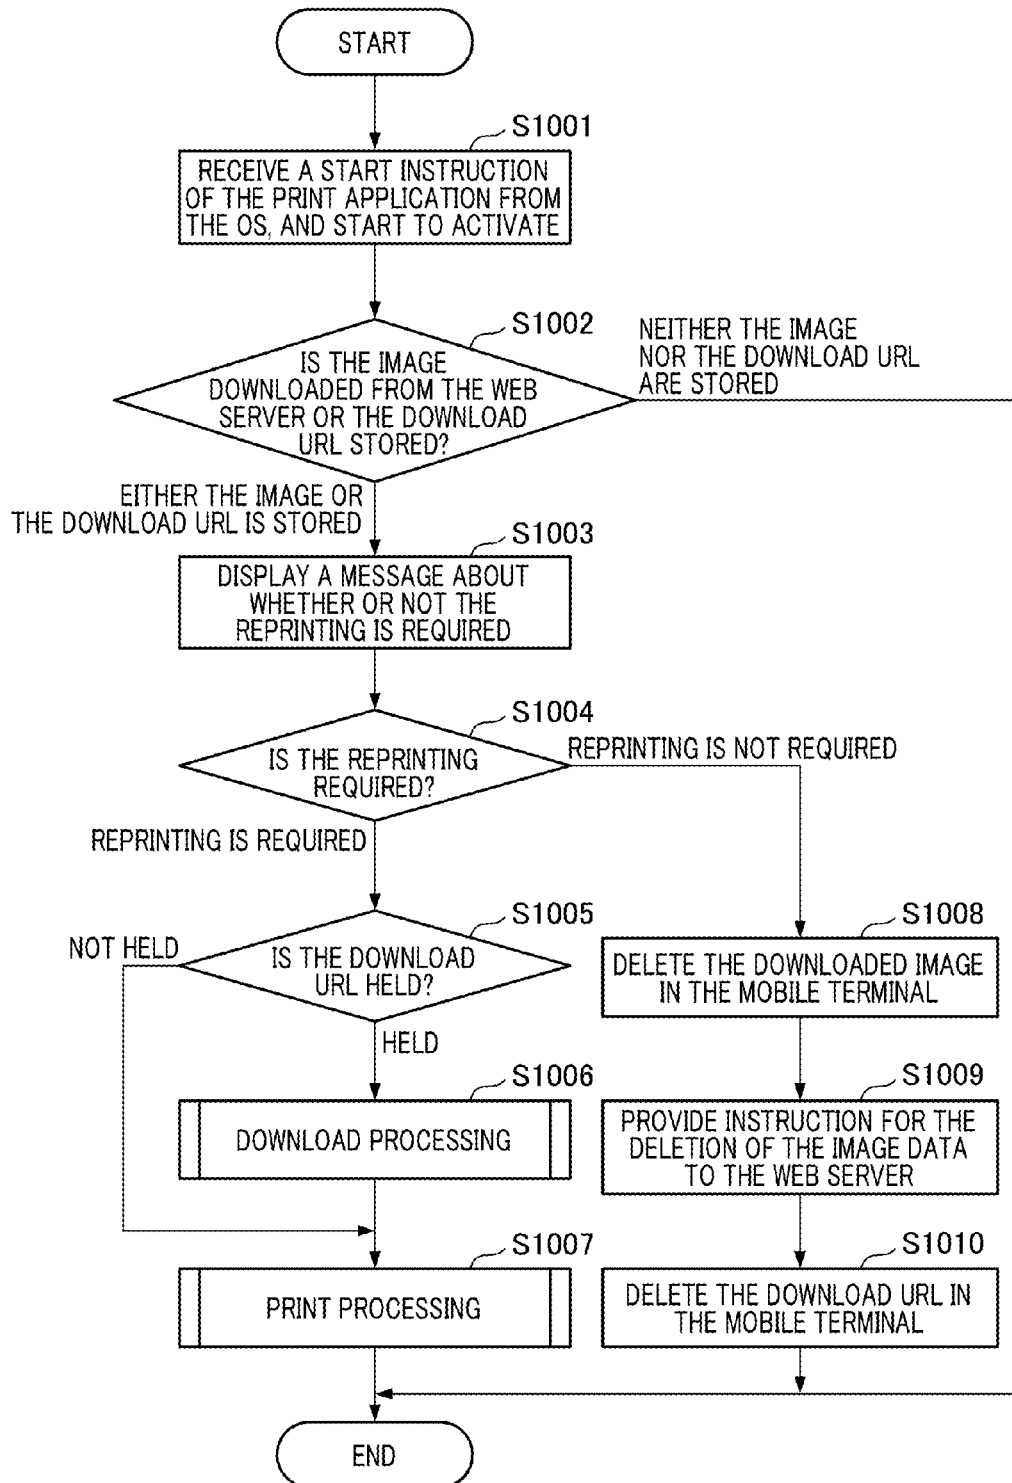 START
S1001
RECEIVE A START INSTRUCTION
OF THE PRINT APPLICATION FROM
THE OS, AND START TO ACTIVATE
S1002
IS THE IMAGE
DOWNLOADED FROM THE WEB
SERVER OR THE DOWNLOAD
URL STORED?
NEITHER THE IMAGE
NOR THE DOWNLOAD URL
ARE STORED
EITHER THE IMAGE OR
THE DOWNLOAD URL IS STORED
S1003
DISPLAY A MESSAGE ABOUT
WHETHER OR NOT THE
REPRINTING IS REQUIRED
S1004
IS THE REPRINTING
REQUIRED?
REPRINTING IS NOT REQUIRED
REPRINTING IS REQUIRED
S1005
IS THE DOWNLOAD
URL HELD?
NOT HELD
HELD
S1006
DOWNLOAD PROCESSING
S1007
PRINT PROCESSING
S1008
DELETE THE DOWNLOADED IMAGE
IN THE MOBILE TERMINAL
S1009
PROVIDE INSTRUCTION FOR THE
DELETION OF THE IMAGE DATA
TO THE WEB SERVER
S1010
DELETE THE DOWNLOAD URL IN
THE MOBILE TERMINAL
END